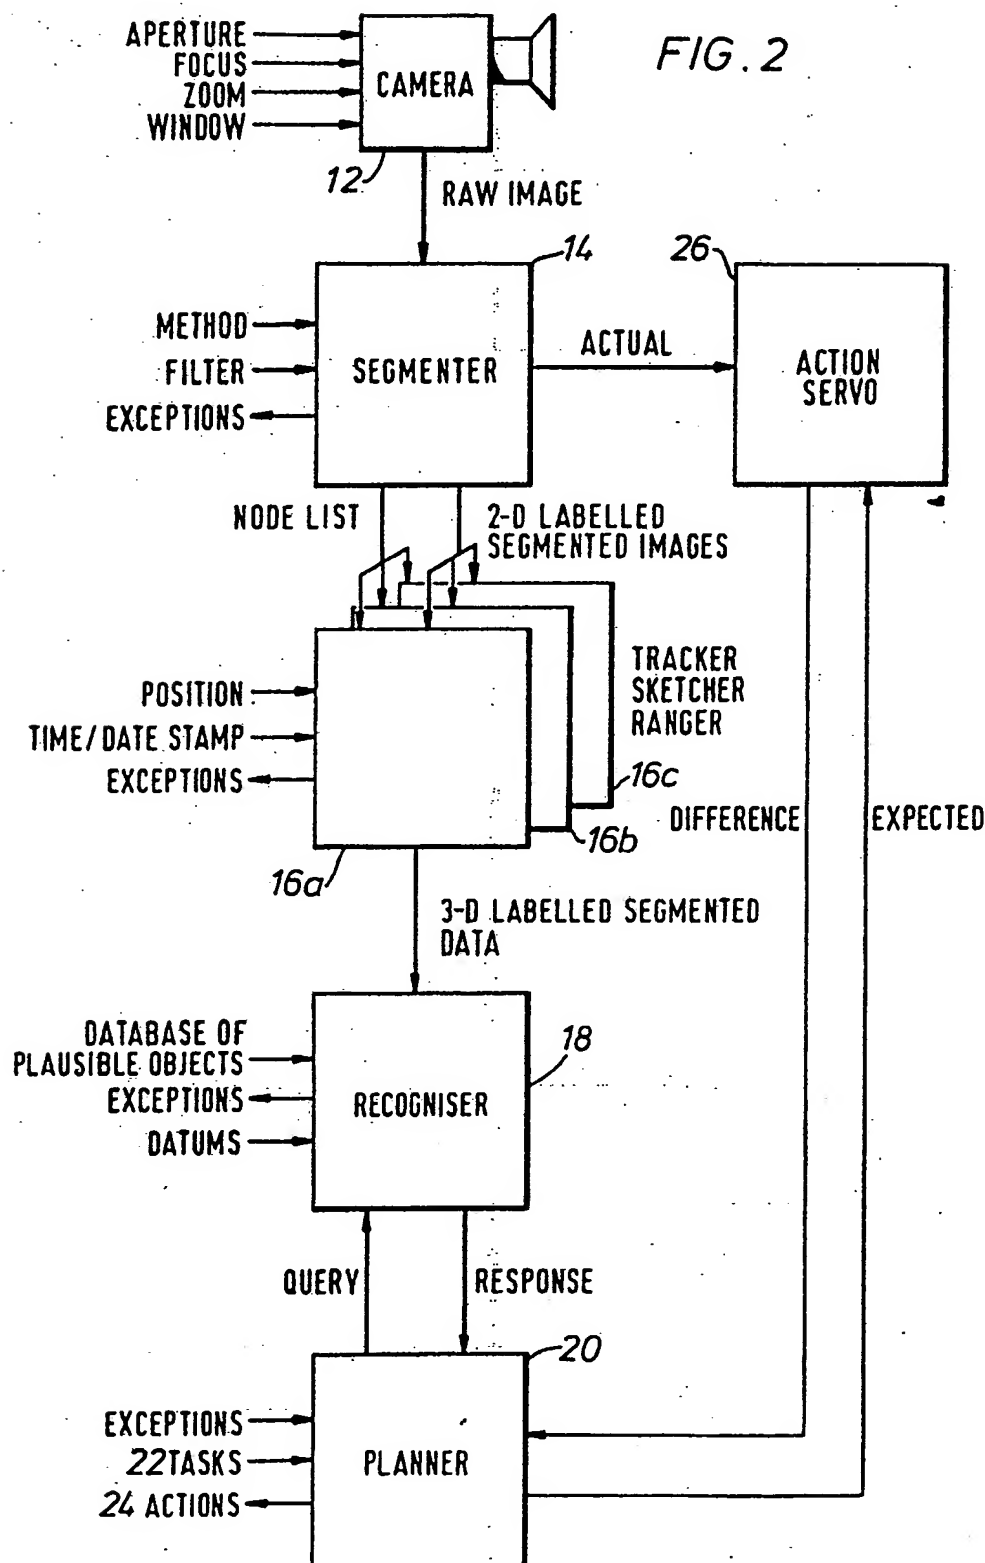 FIG. 2
APERTURE
FOCUS
ZOOM
WINDOW
CAMERA
12
RAW IMAGE
14
26
METHOD
FILTER
EXCEPTIONS
SEGMENTER
ACTUAL
ACTION
SERVO
NODE LIST
2-D LABELLED
SEGMENTED IMAGES
POSITION
TIME/DATE STAMP
EXCEPTIONS
TRACKER
SKETCHER
RANGER
16c
16b
16a
DIFFERENCE
EXPECTED
3-D LABELLED SEGMENTED
DATA
DATABASE OF
PLAUSIBLE OBJECTS
EXCEPTIONS
DATUMS
RECOGNISER
18
QUERY
RESPONSE
20
EXCEPTIONS
22 TASKS
24 ACTIONS
PLANNER